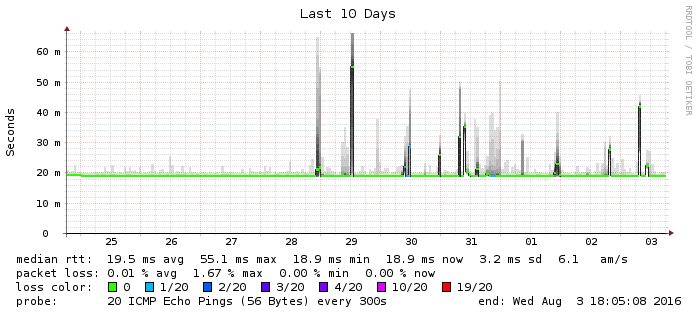 Last 10 Days
RRDTOOL / TOBI OETIKER
Seconds
60 m
50 m
40 m
30 m
20 m
10 m
0
25 26 27 28 29 30 31 01 02 03
median rtt: 19.5 ms avg 55.1 ms max 18.9 ms min 18.9 ms now 3.2 ms sd 6.1 am/s
packet loss: 0.01 % avg 1.67 % max 0.00 % min 0.00 % now
loss color: 0 1/20 2/20 3/20 4/20 10/20 19/20
probe: 20 ICMP Echo Pings (56 Bytes) every 300s end: Wed Aug 3 18:05:08 2016